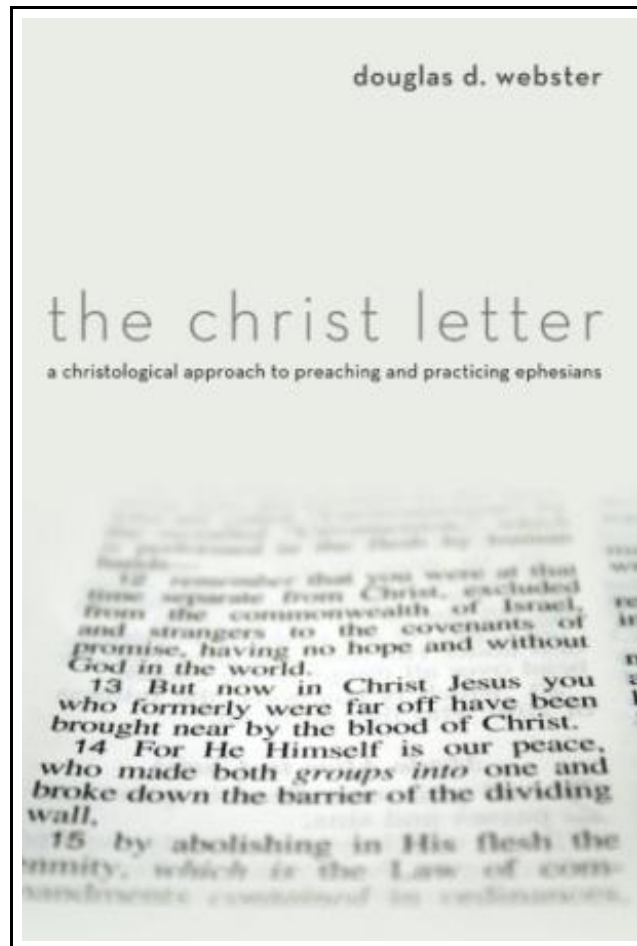 douglas d. webster
the christ letter
a christological approach to preaching and practicing ephesians
12 remember that you were at that
time separate from Christ, excluded
from the commonwealth of Israel,
and strangers to the covenants of
promise, having no hope and without
God in the world.
13 But now in Christ Jesus you
who formerly were far off have been
brought near by the blood of Christ.
14 For He Himself is our peace,
who made both groups into one and
broke down the barrier of the dividing
wall,
15 by abolishing in His flesh the
enmity, which is the Law of com-
mandments contained in ordinances,